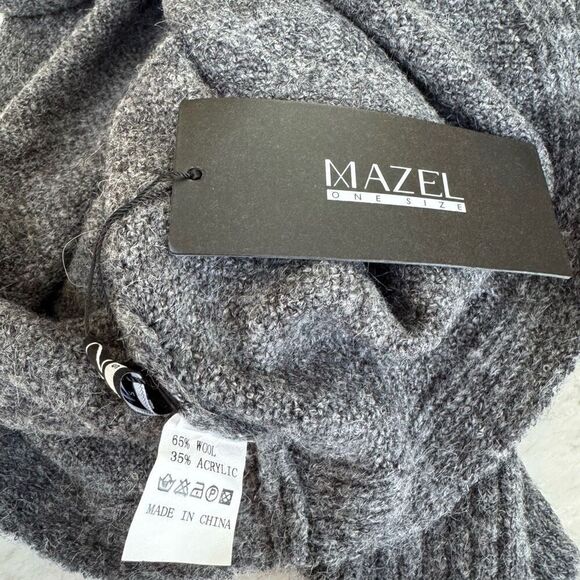 MAZEL
ONE SIZE
65% WOOL
35% ACRYLIC
MADE IN CHINA